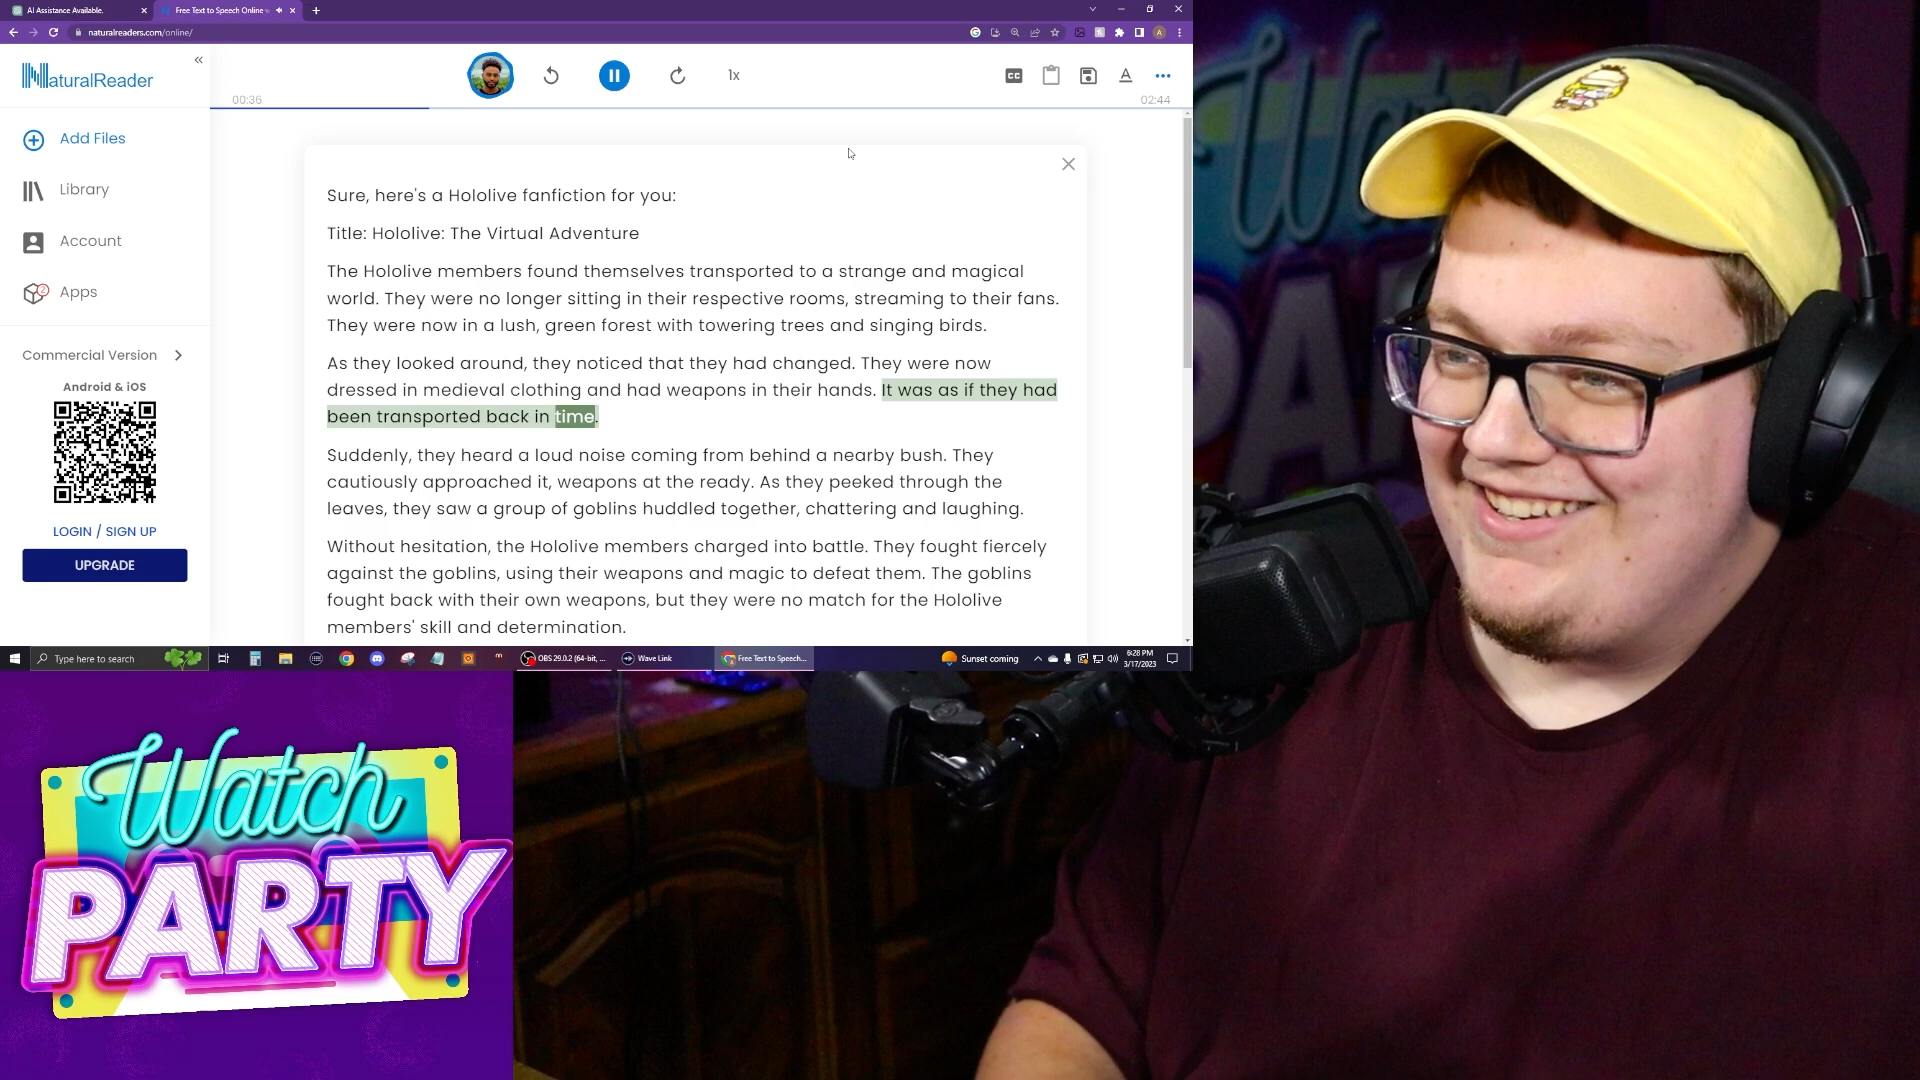 AI Assistance Available.
Free Text to Speech Online
naturalreaders.com/online/
NaturalReader
1x
CC
00:36
02:44
Add Files
Library
Account
2
Apps
Commercial Version
Android & iOS
LOGIN / SIGN UP
UPGRADE
Sure, here's a Hololive fanfiction for you:
Title: Hololive: The Virtual Adventure
The Hololive members found themselves transported to a strange and magical
world. They were no longer sitting in their respective rooms, streaming to their fans.
They were now in a lush, green forest with towering trees and singing birds.
As they looked around, they noticed that they had changed. They were now
dressed in medieval clothing and had weapons in their hands. It was as if they had
been transported back in time.
Suddenly, they heard a loud noise coming from behind a nearby bush. They
cautiously approached it, weapons at the ready. As they peeked through the
leaves, they saw a group of goblins huddled together, chattering and laughing.
Without hesitation, the Hololive members charged into battle. They fought fiercely
against the goblins, using their weapons and magic to defeat them. The goblins
fought back with their own weapons, but they were no match for the Hololive
members' skill and determination.
Type here to search
OBS 29.0.2 (64-bit, ...
Wave Link
Free Text to Speech...
Sunset coming
6:28 PM
3/17/2023
Watch
PARTY